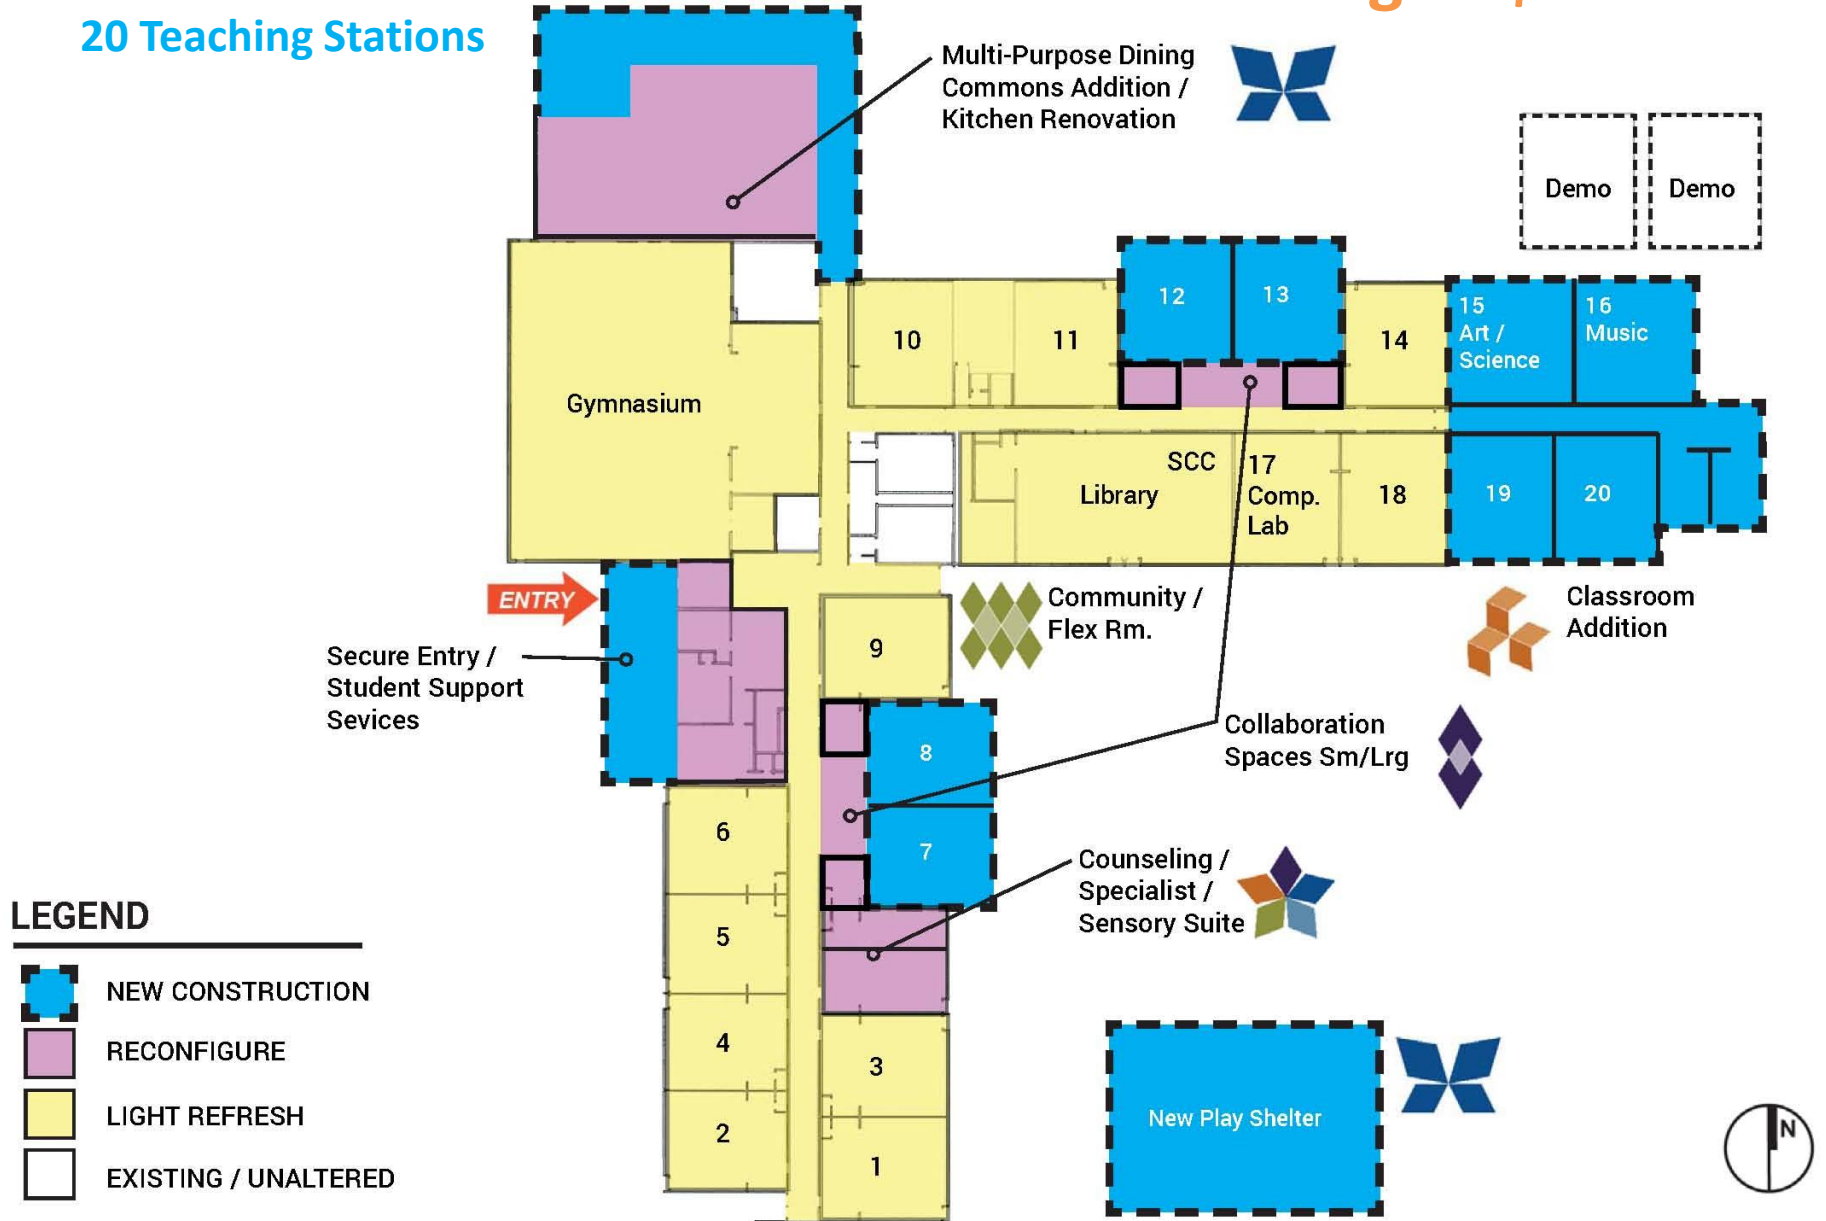 20 Teaching Stations
Multi-Purpose Dining
Commons Addition /
Kitchen Renovation
Demo
Demo
12
13
10
11
14
15
Art /
Science
16
Music
Gymnasium
SCC
Library
17
Comp.
Lab
18
19
20
ENTRY
Community /
Flex Rm.
Classroom
Addition
Secure Entry /
Student Support
Sevices
9
8
7
Collaboration
Spaces Sm/Lrg
6
5
4
2
3
1
Counseling /
Specialist /
Sensory Suite
LEGEND
NEW CONSTRUCTION
RECONFIGURE
LIGHT REFRESH
EXISTING / UNALTERED
New Play Shelter
N